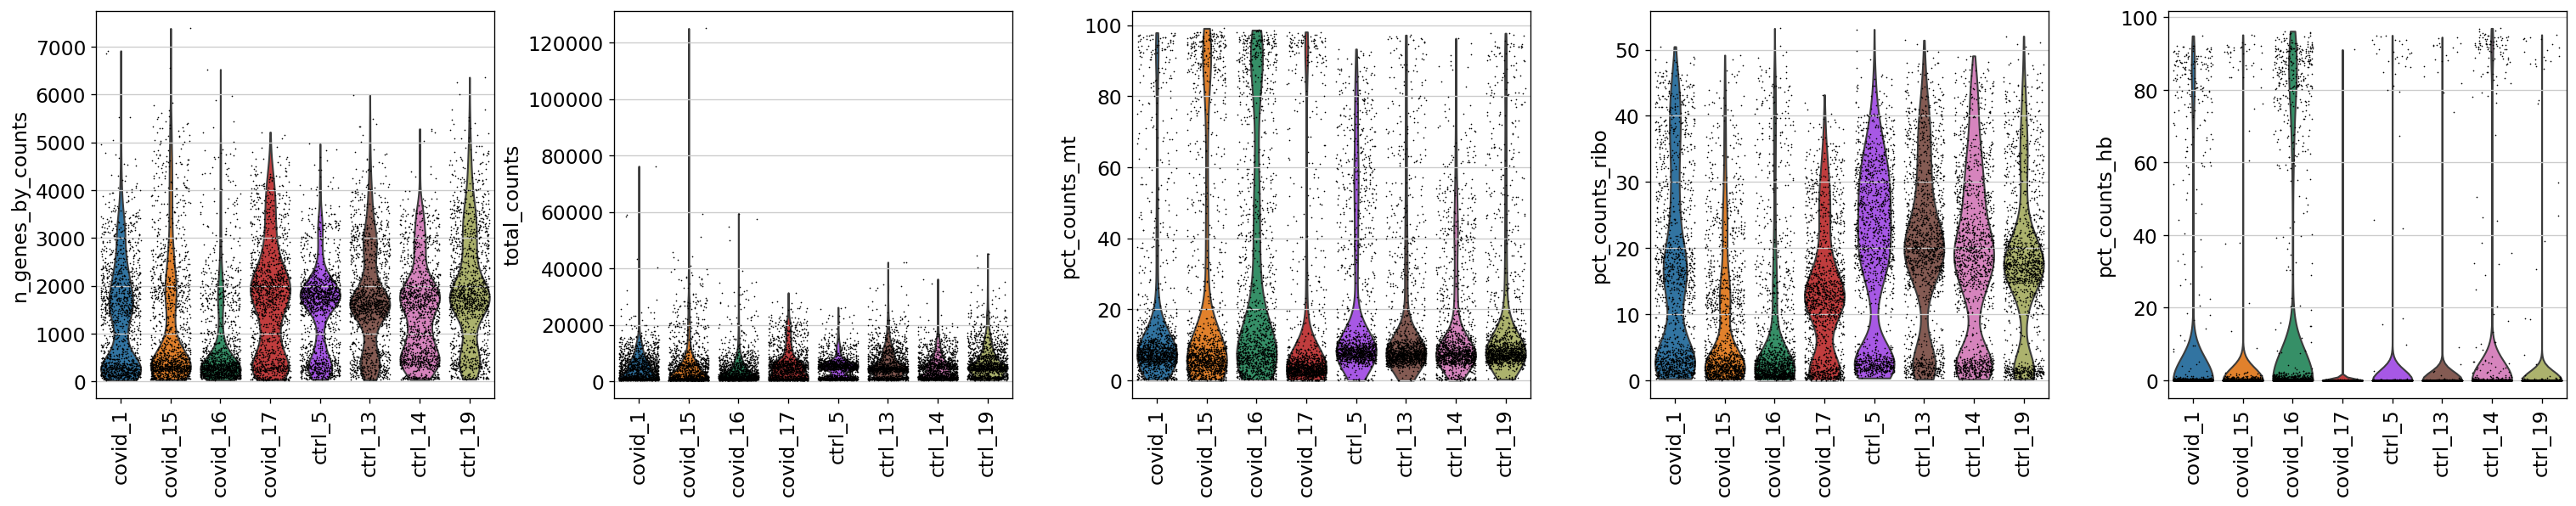 n_genes_by_counts
7000
6000
5000
4000
3000
2000
1000
0
covid_1
covid_15
covid_16
covid_17
ctrl_5
ctrl_13
ctrl_14
ctrl_19
total_counts
120000
100000
80000
60000
40000
20000
0
covid_1
covid_15
covid_16
covid_17
ctrl_5
ctrl_13
ctrl_14
ctrl_19
pct_counts_mt
100
80
60
40
20
0
covid_1
covid_15
covid_16
covid_17
ctrl_5
ctrl_13
ctrl_14
ctrl_19
pct_counts_ribo
50
40
30
20
10
0
covid_1
covid_15
covid_16
covid_17
ctrl_5
ctrl_13
ctrl_14
ctrl_19
pct_counts_hb
100
80
60
40
20
0
covid_1
covid_15
covid_16
covid_17
ctrl_5
ctrl_13
ctrl_14
ctrl_19